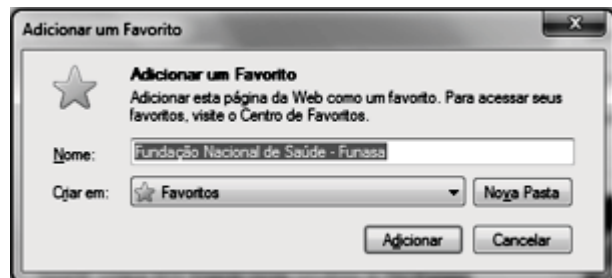 Adicionar um Favorito
Adicionar um Favorito
Adicionar esta página da Web como um favorito. Para acessar seus
favoritos, visite o Centro de Favoritos.
Nome: Fundação Nacional de Saúde - Funasa
Criar em: Favoritos Nova Pasta
Adicionar Cancelar